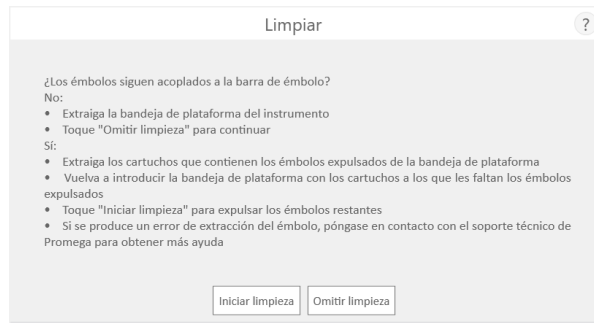 Limpiar
?
¿Los émbolos siguen acoplados a la barra de émbolo?
No:
• Extraiga la bandeja de plataforma del instrumento
• Toque "Omitir limpieza" para continuar
Sí:
• Extraiga los cartuchos que contienen los émbolos expulsados de la bandeja de plataforma
• Vuelva a introducir la bandeja de plataforma con los cartuchos a los que les faltan los émbolos
expulsados
• Toque "Iniciar limpieza" para expulsar los émbolos restantes
• Si se produce un error de extracción del émbolo, póngase en contacto con el soporte técnico de
Promega para obtener más ayuda
Iniciar limpieza Omitir limpieza